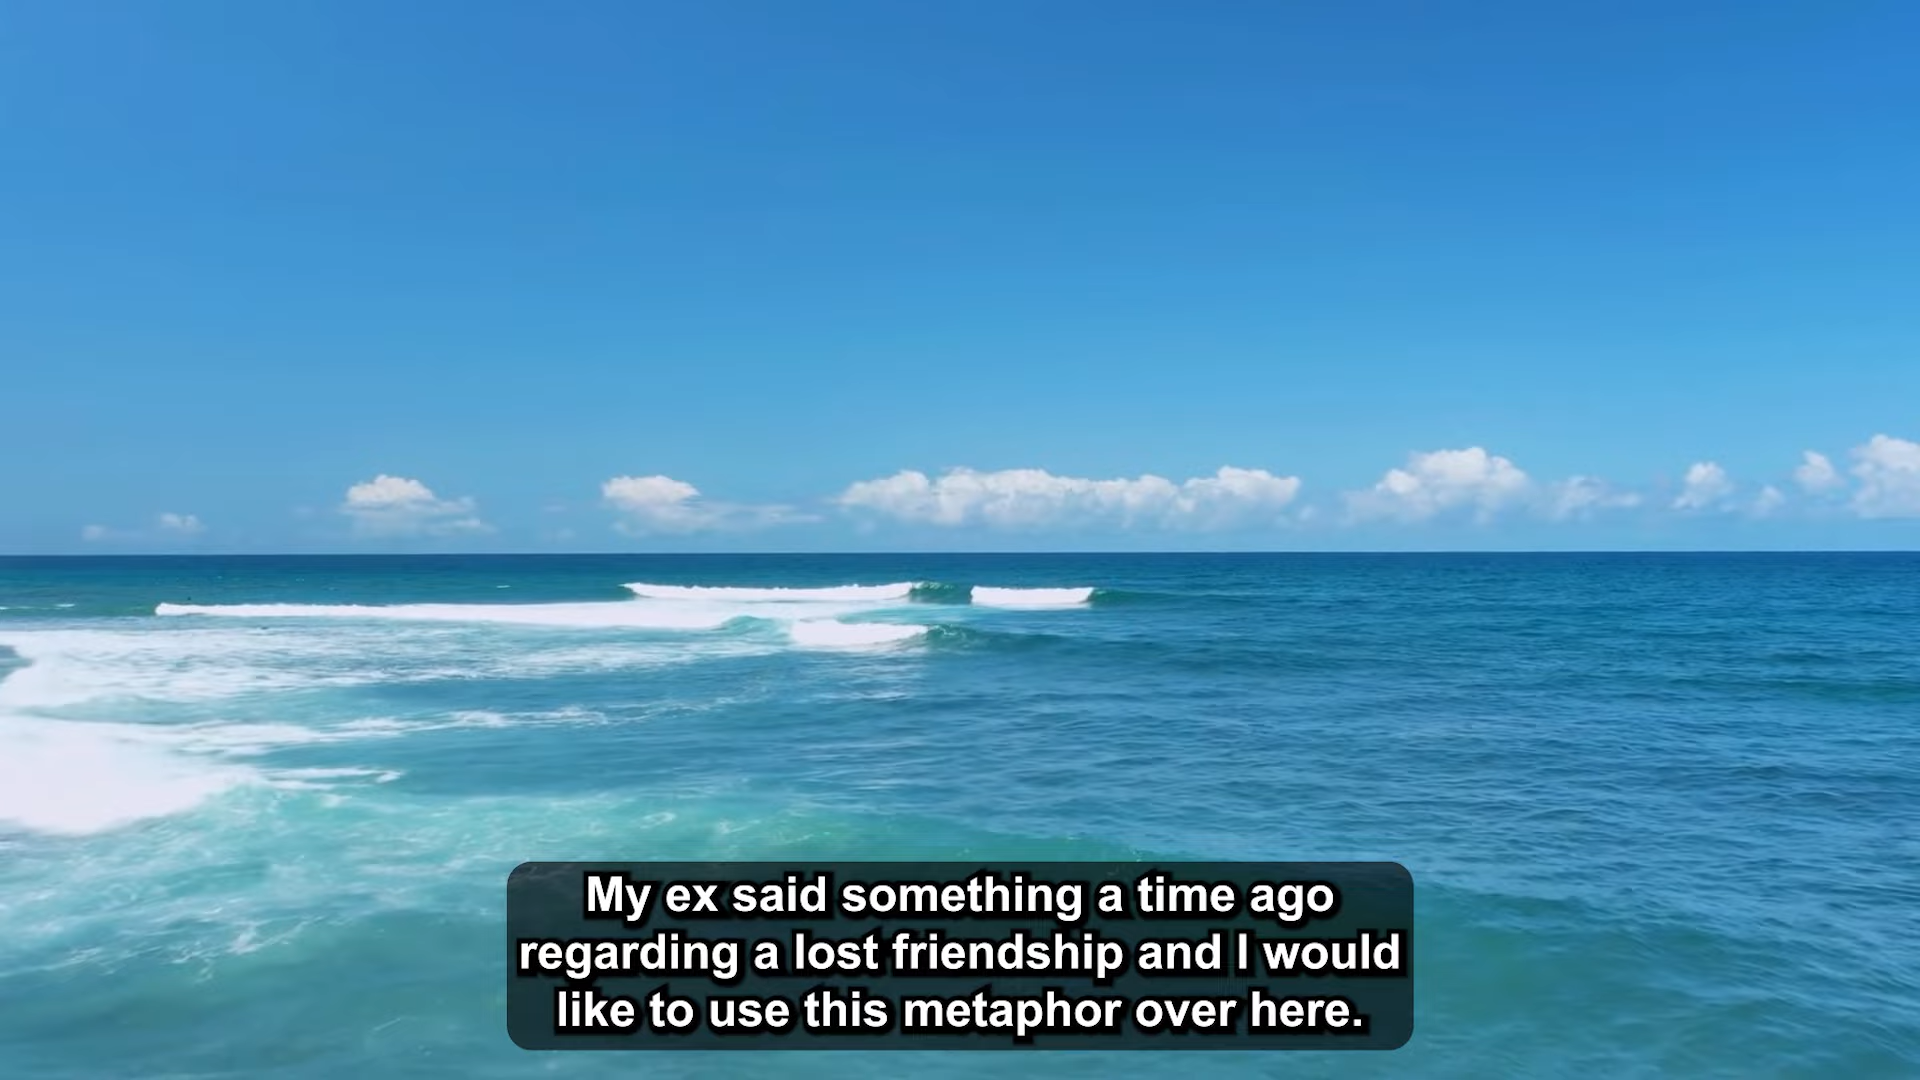 My ex said something a time ago
regarding a lost friendship and I would
like to use this metaphor over here.